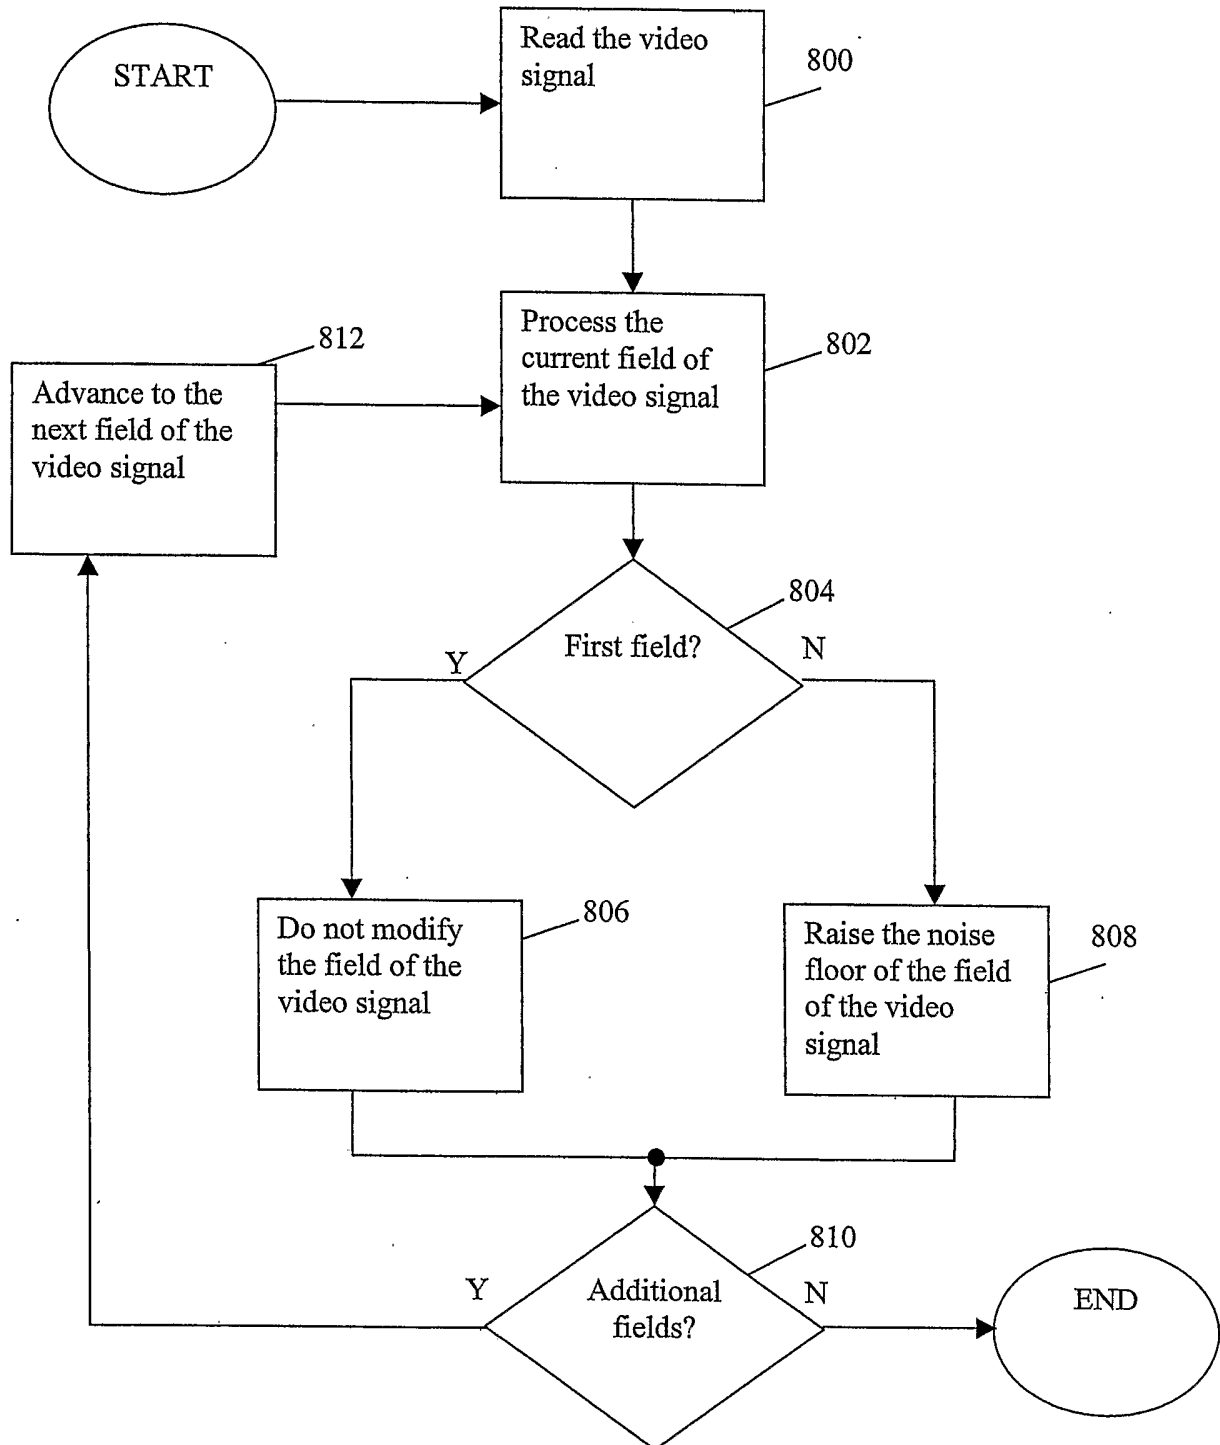 START
Read the video
signal
800
Process the
current field of
the video signal
802
812
Advance to the
next field of the
video signal
804
First field?
Y
N
Do not modify
the field of the
video signal
806
Raise the noise
floor of the field
of the video
signal
808
810
Additional
fields?
Y
N
END